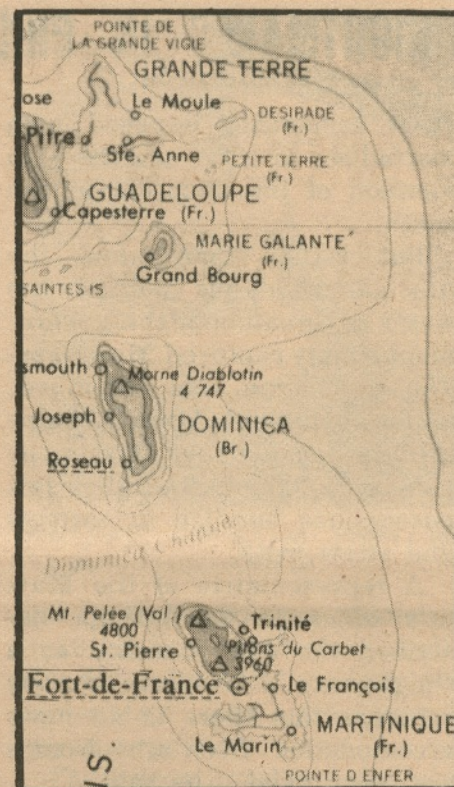 POINTE DE
LA GRANDE VIGIE
GRANDE TERRE
ose
Le Moule
DESIRADE
(Fr.)
-Pitre
Ste. Anne
PETITE TERRE
(Fr.)
GUADELOUPE
Capesterre (Fr.)
MARIE GALANTE
(Fr.)
Grand Bourg
SAINTES IS.
smouth
Morne Diablotin
4 747
Joseph
DOMINICA
(Br.)
Roseau
Dominica Channel
Mt. Pelée (Vol.)
4800
Trinité
St. Pierre
Pitons du Carbet
3960
Fort-de-France
Le François
MARTINIQUE
(Fr.)
Le Marin
IS.
POINTE D ENFER